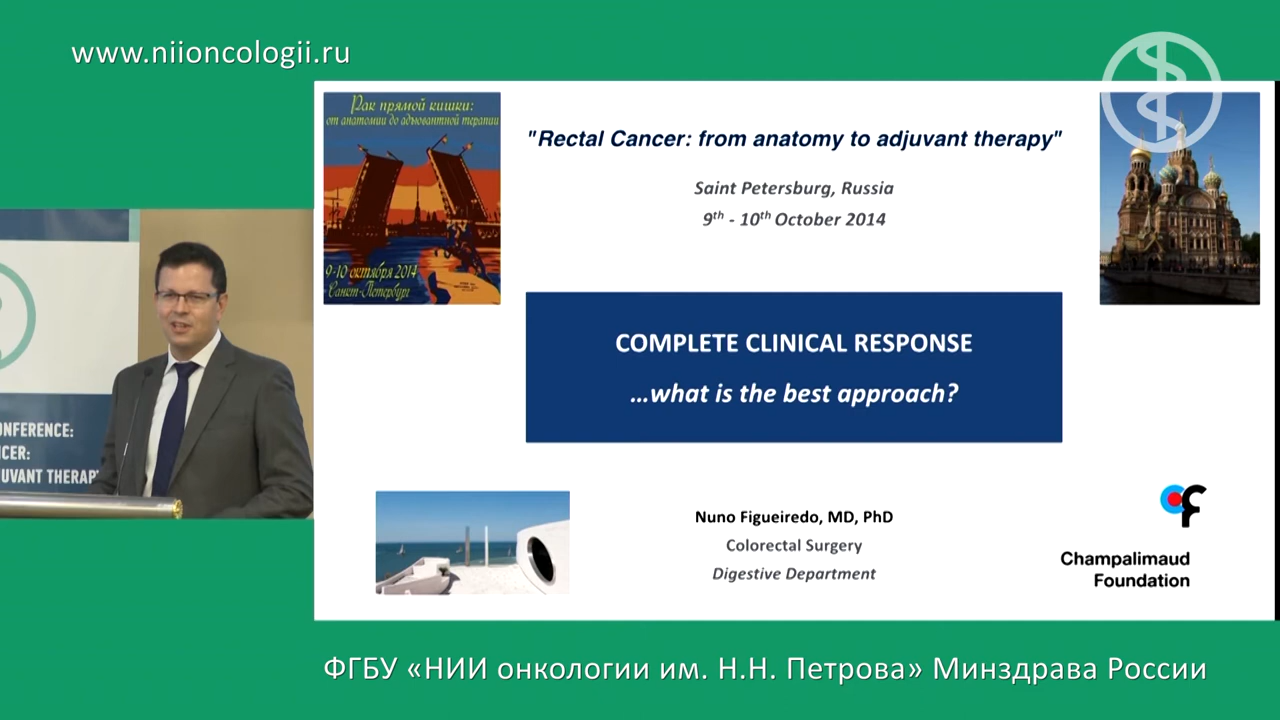 www.niioncologii.ru
Рак прямой кишки:
от анатомии до адъювантной терапии
9-10 октября 2014
Санкт-Петербург
"Rectal Cancer: from anatomy to adjuvant therapy"
Saint Petersburg, Russia
9th - 10th October 2014
COMPLETE CLINICAL RESPONSE
...what is the best approach?
ONFERENCE:
CER:
UVANT THERAP
Nuno Figueiredo, MD, PhD
Colorectal Surgery
Digestive Department
Champalimaud
Foundation
ФГБУ «НИИ онкологии им. Н.Н. Петрова» Минздрава России